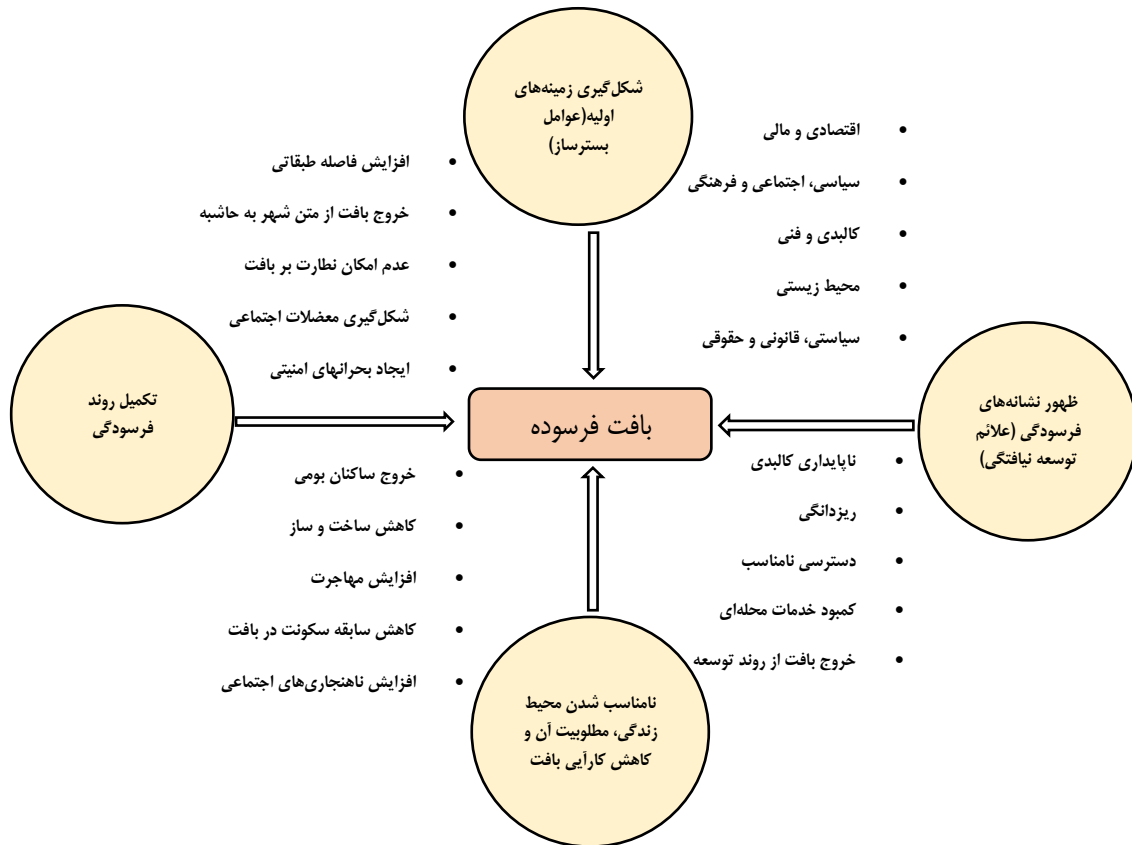 شکل‌گیری زمینه‌های
اولیه(عوامل
بسترساز)
• اقتصادی و مالی
• سیاسی، اجتماعی و فرهنگی
• کالبدی و فنی
• محیط زیستی
• سیاستی، قانونی و حقوقی
ظهور نشانه‌های
فرسودگی (علائم
توسعه نیافتگی)
• ناپایداری کالبدی
• ریزدانگی
• دسترسی نامناسب
• کمبود خدمات محله‌ای
• خروج بافت از روند توسعه
نامناسب شدن محیط
زندگی، مطلوبیت آن و
کاهش کارآیی بافت
• خروج ساکنان بومی
• کاهش ساخت و ساز
• افزایش مهاجرت
• کاهش سابقه سکونت در بافت
• افزایش ناهنجاری‌های اجتماعی
تکمیل روند
فرسودگی
• افزایش فاصله طبقاتی
• خروج بافت از متن شهر به حاشبه
• عدم امکان نطارت بر بافت
• شکل‌گیری معضلات اجتماعی
• ایجاد بحرانهای امنیتی
بافت فرسوده